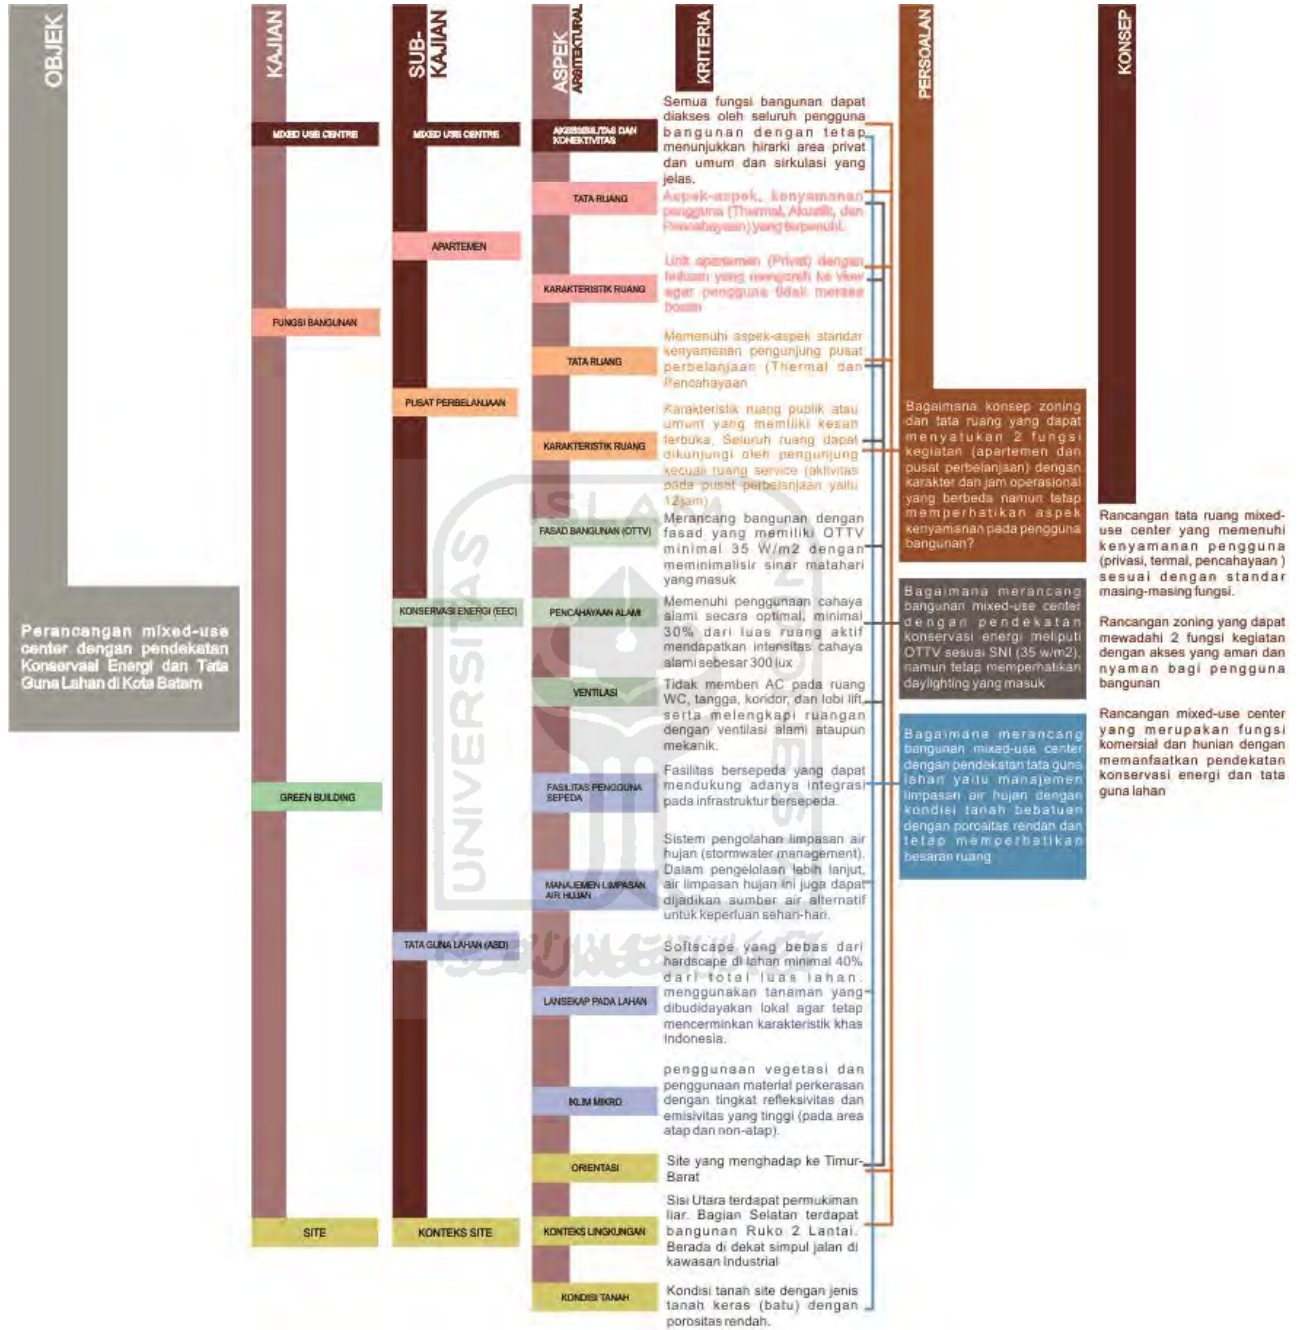 OBJEK
Perancangan mixed-use
center dengan pendekatan
Konservasi Energi dan Tata
Guna Lahan di Kota Batam
KAJIAN
MIXED USE CENTRE
FUNGSI BANGUNAN
GREEN BUILDING
SITE
SUB-
KAJIAN
MIXED USE CENTRE
APARTEMEN
PUSAT PERBELANJAAN
KONSERVASI ENERGI (EEC)
TATA GUNA LAHAN (ASD)
KONTEKS SITE
ASPEK
ARSITEKTURAL
AKSESIBILITAS DAN
KONEKTIVITAS
TATA RUANG
KARAKTERISTIK RUANG
TATA RUANG
KARAKTERISTIK RUANG
FASAD BANGUNAN (OTTV)
PENCAHAYAAN ALAMI
VENTILASI
FASILITAS PENGGUNA
SEPEDA
MANAJEMEN LIMPASAN
AIR HUJAN
LANSEKAP PADA LAHAN
IKLIM MIKRO
ORIENTASI
KONTEKS LINGKUNGAN
KONDISI TANAH
KRITERIA
Semua fungsi bangunan dapat
diakses oleh seluruh pengguna
bangunan dengan tetap
menunjukkan hirarki area privat
dan umum dan sirkulasi yang
jelas.
Aspek-aspek, kenyamanan
pengguna (Thermal, Akustik, dan
Pencahayaan) yang terpenuhi.
Unit apartemen (Privat) dengan
bukaan yang mengarah ke view
agar pengguna tidak merasa
bosan
Memenuhi aspek-aspek standar
kenyamanan pengunjung pusat
perbelanjaan (Thermal dan
Pencahayaan
Karakteristik ruang publik atau
umum yang memiliki kesan
terbuka. Seluruh ruang dapat
dikunjungi oleh pengunjung
kecuali ruang service (aktivitas
pada pusat perbelanjaan yaitu
12jam)
Merancang bangunan dengan
fasad yang memiliki OTTV
minimal 35 W/m2 dengan
meminimalisir sinar matahari
yang masuk
Memenuhi penggunaan cahaya
alami secara optimal, minimal
30% dari luas ruang aktif
mendapatkan intensitas cahaya
alami sebesar 300 lux
Tidak memberi AC pada ruang
WC, tangga, koridor, dan lobi lift,
serta melengkapi ruangan
dengan ventilasi alami ataupun
mekanik.
Fasilitas bersepeda yang dapat
mendukung adanya integrasi
pada infrastruktur bersepeda.
Sistem pengolahan limpasan air
hujan (stormwater management).
Dalam pengelolaan lebih lanjut,
air limpasan hujan ini juga dapat
dijadikan sumber air alternatif
untuk keperluan sehari-hari.
Softscape yang bebas dari
hardscape di lahan minimal 40%
dari total luas lahan.
menggunakan tanaman yang
dibudidayakan lokal agar tetap
mencerminkan karakteristik khas
Indonesia.
penggunaan vegetasi dan
penggunaan material perkerasan
dengan tingkat refleksivitas dan
emisivitas yang tinggi (pada area
atap dan non-atap).
Site yang menghadap ke Timur-
Barat
Sisi Utara terdapat permukiman
liar. Bagian Selatan terdapat
bangunan Ruko 2 Lantai.
Berada di dekat simpul jalan di
kawasan Industrial
Kondisi tanah site dengan jenis
tanah keras (batu) dengan
porositas rendah.
PERSOALAN
Bagaimana konsep zoning
dan tata ruang yang dapat
menyatukan 2 fungsi
kegiatan (apartemen dan
pusat perbelanjaan) dengan
karakter dan jam operasional
yang berbeda namun tetap
memperhatikan aspek
kenyamanan pada pengguna
bangunan?
Bagaimana merancang
bangunan mixed-use center
dengan pendekatan
konservasi energi meliputi
OTTV sesuai SNI (35 w/m2),
namun tetap memperhatikan
daylighting yang masuk
Bagaimana merancang
bangunan mixed-use center
dengan pendekatan tata guna
lahan yaitu manajemen
limpasan air hujan dengan
kondisi tanah bebatuan
dengan porositas rendah dan
tetap memperhatikan
besaran ruang
KONSEP
Rancangan tata ruang mixed-
use center yang memenuhi
kenyamanan pengguna
(privasi, termal, pencahayaan )
sesuai dengan standar
masing-masing fungsi.
Rancangan zoning yang dapat
mewadahi 2 fungsi kegiatan
dengan akses yang aman dan
nyaman bagi pengguna
bangunan
Rancangan mixed-use center
yang merupakan fungsi
komersial dan hunian dengan
memanfaatkan pendekatan
konservasi energi dan tata
guna lahan
ISLAM
UNIVERSITAS
INDONESIA